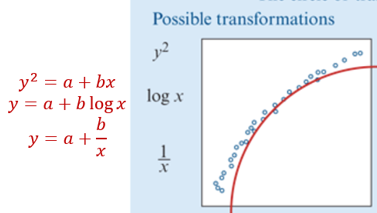 Possible transformations
y² = a + bx
y = a + b log x
y = a + b/x
y²
log x
1/x